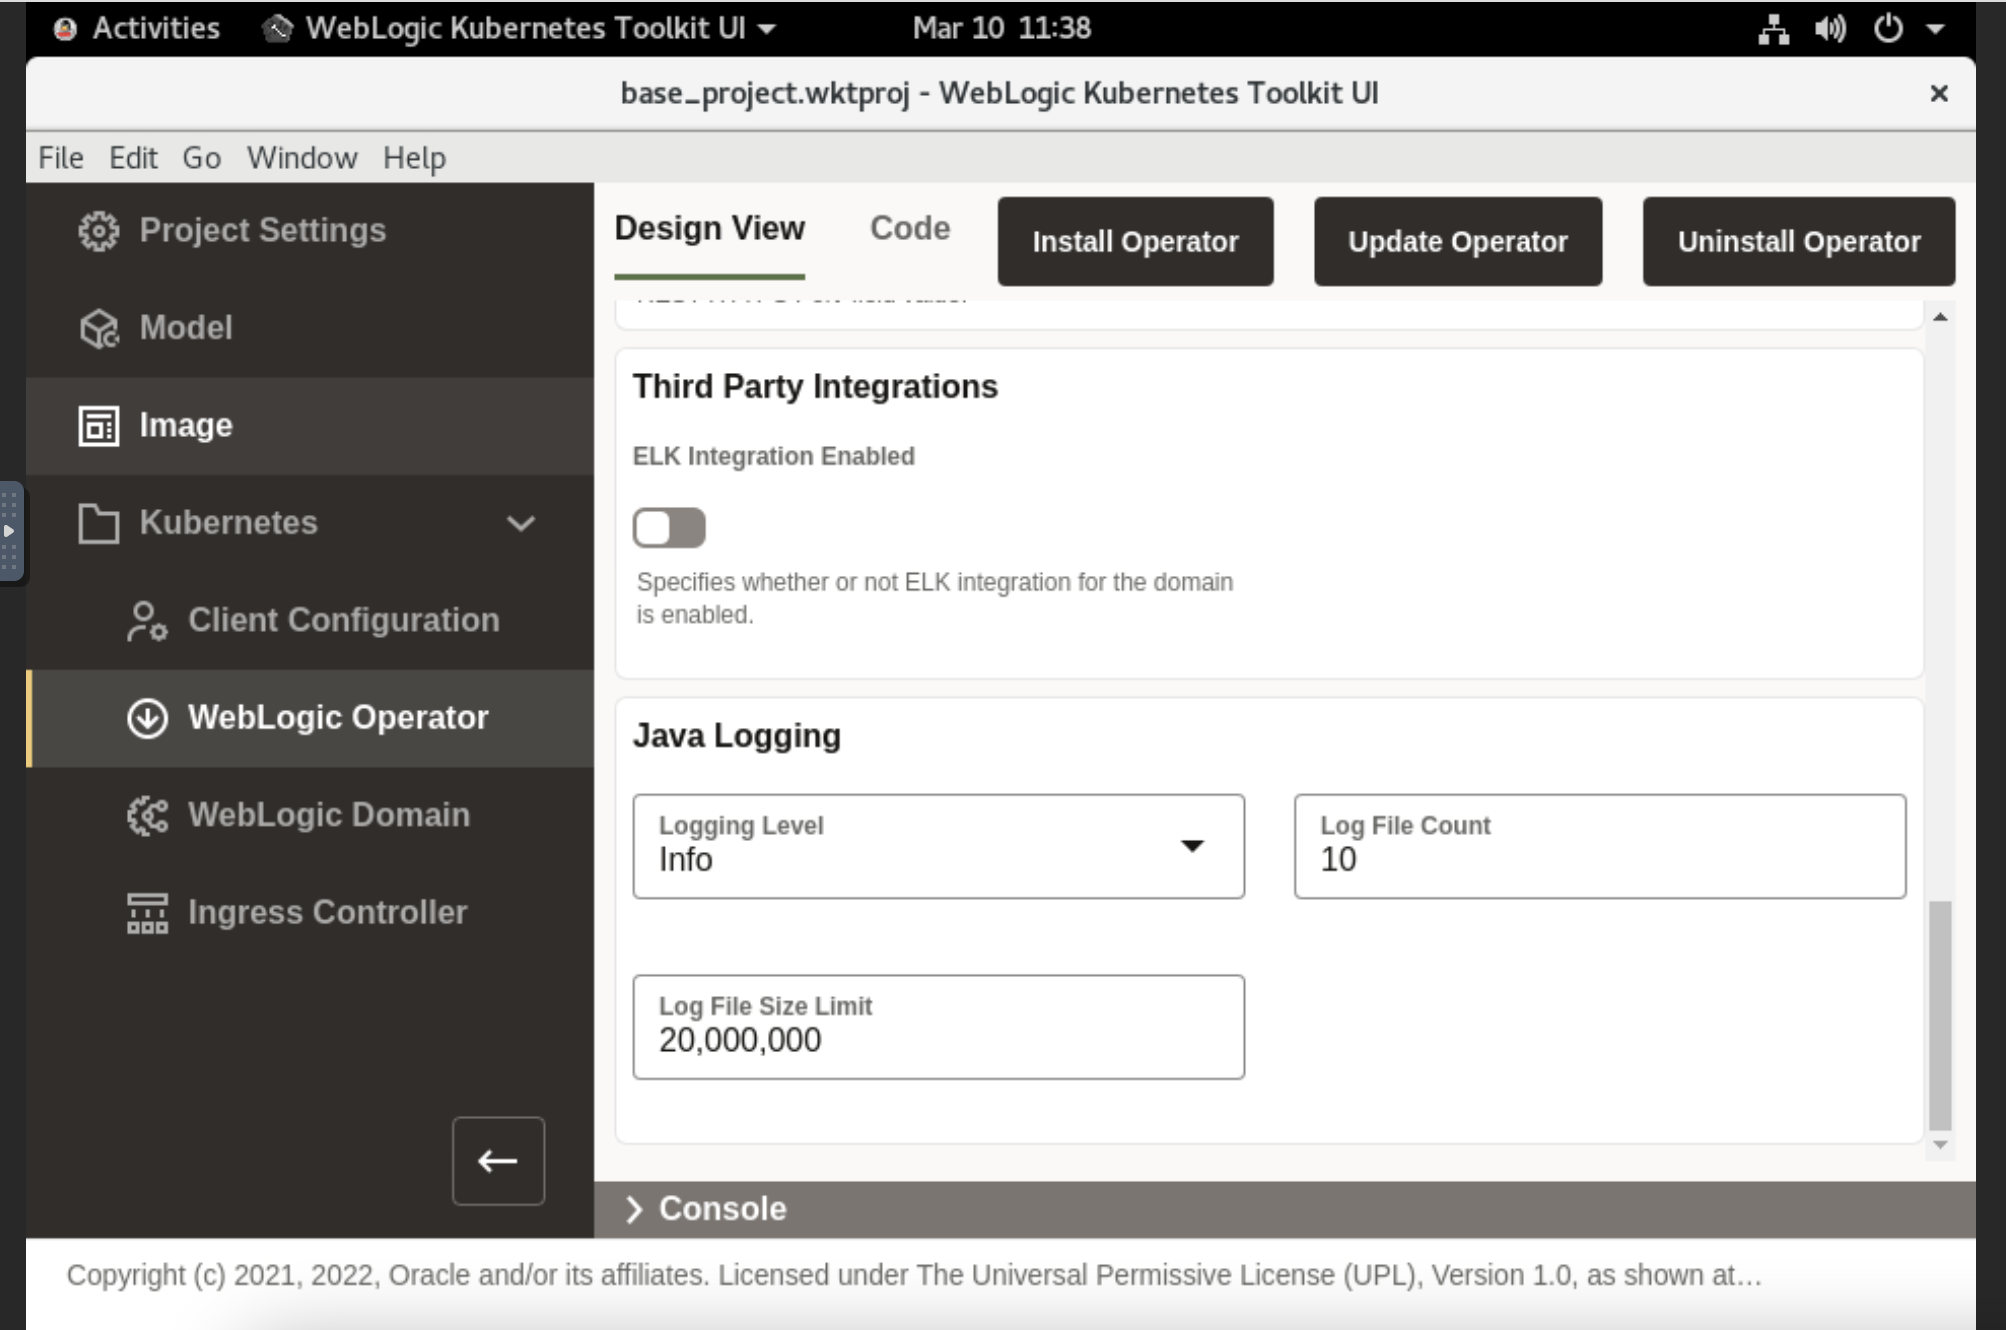 Activities WebLogic Kubernetes Toolkit UI Mar 10 11:38
base_project.wktproj - WebLogic Kubernetes Toolkit UI ×
File Edit Go Window Help
Project Settings
Model
Image
Kubernetes
Client Configuration
WebLogic Operator
WebLogic Domain
Ingress Controller
Design View Code Install Operator Update Operator Uninstall Operator
Third Party Integrations
ELK Integration Enabled
Specifies whether or not ELK integration for the domain
is enabled.
Java Logging
Logging Level
Info
Log File Count
10
Log File Size Limit
20,000,000
Console
Copyright (c) 2021, 2022, Oracle and/or its affiliates. Licensed under The Universal Permissive License (UPL), Version 1.0, as shown at…